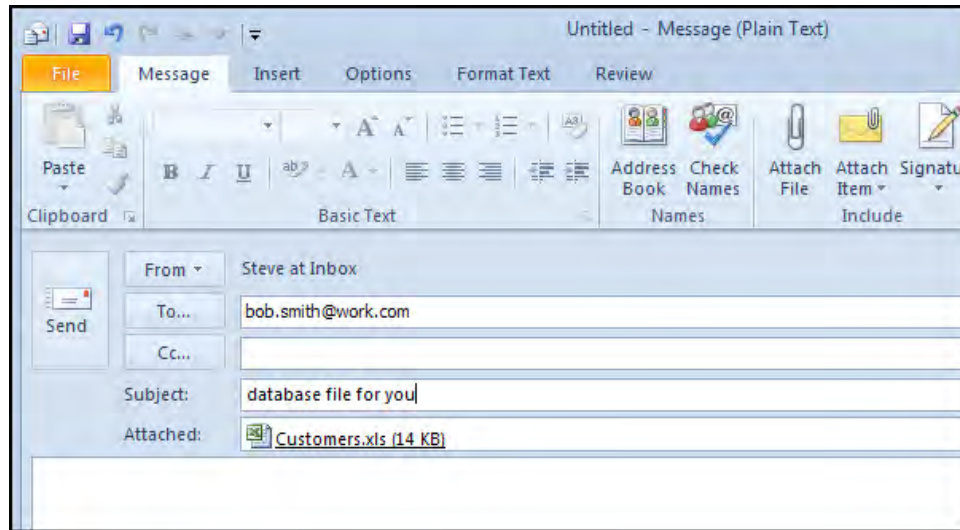 Untitled - Message (Plain Text)
File Message Insert Options Format Text Review
Paste
B I U
Address Book
Check Names
Attach File
Attach Item
Signatu
Clipboard Basic Text Names Include
From Steve at Inbox
Send
To... bob.smith@work.com
Cc...
Subject: database file for you
Attached: Customers.xls (14 KB)